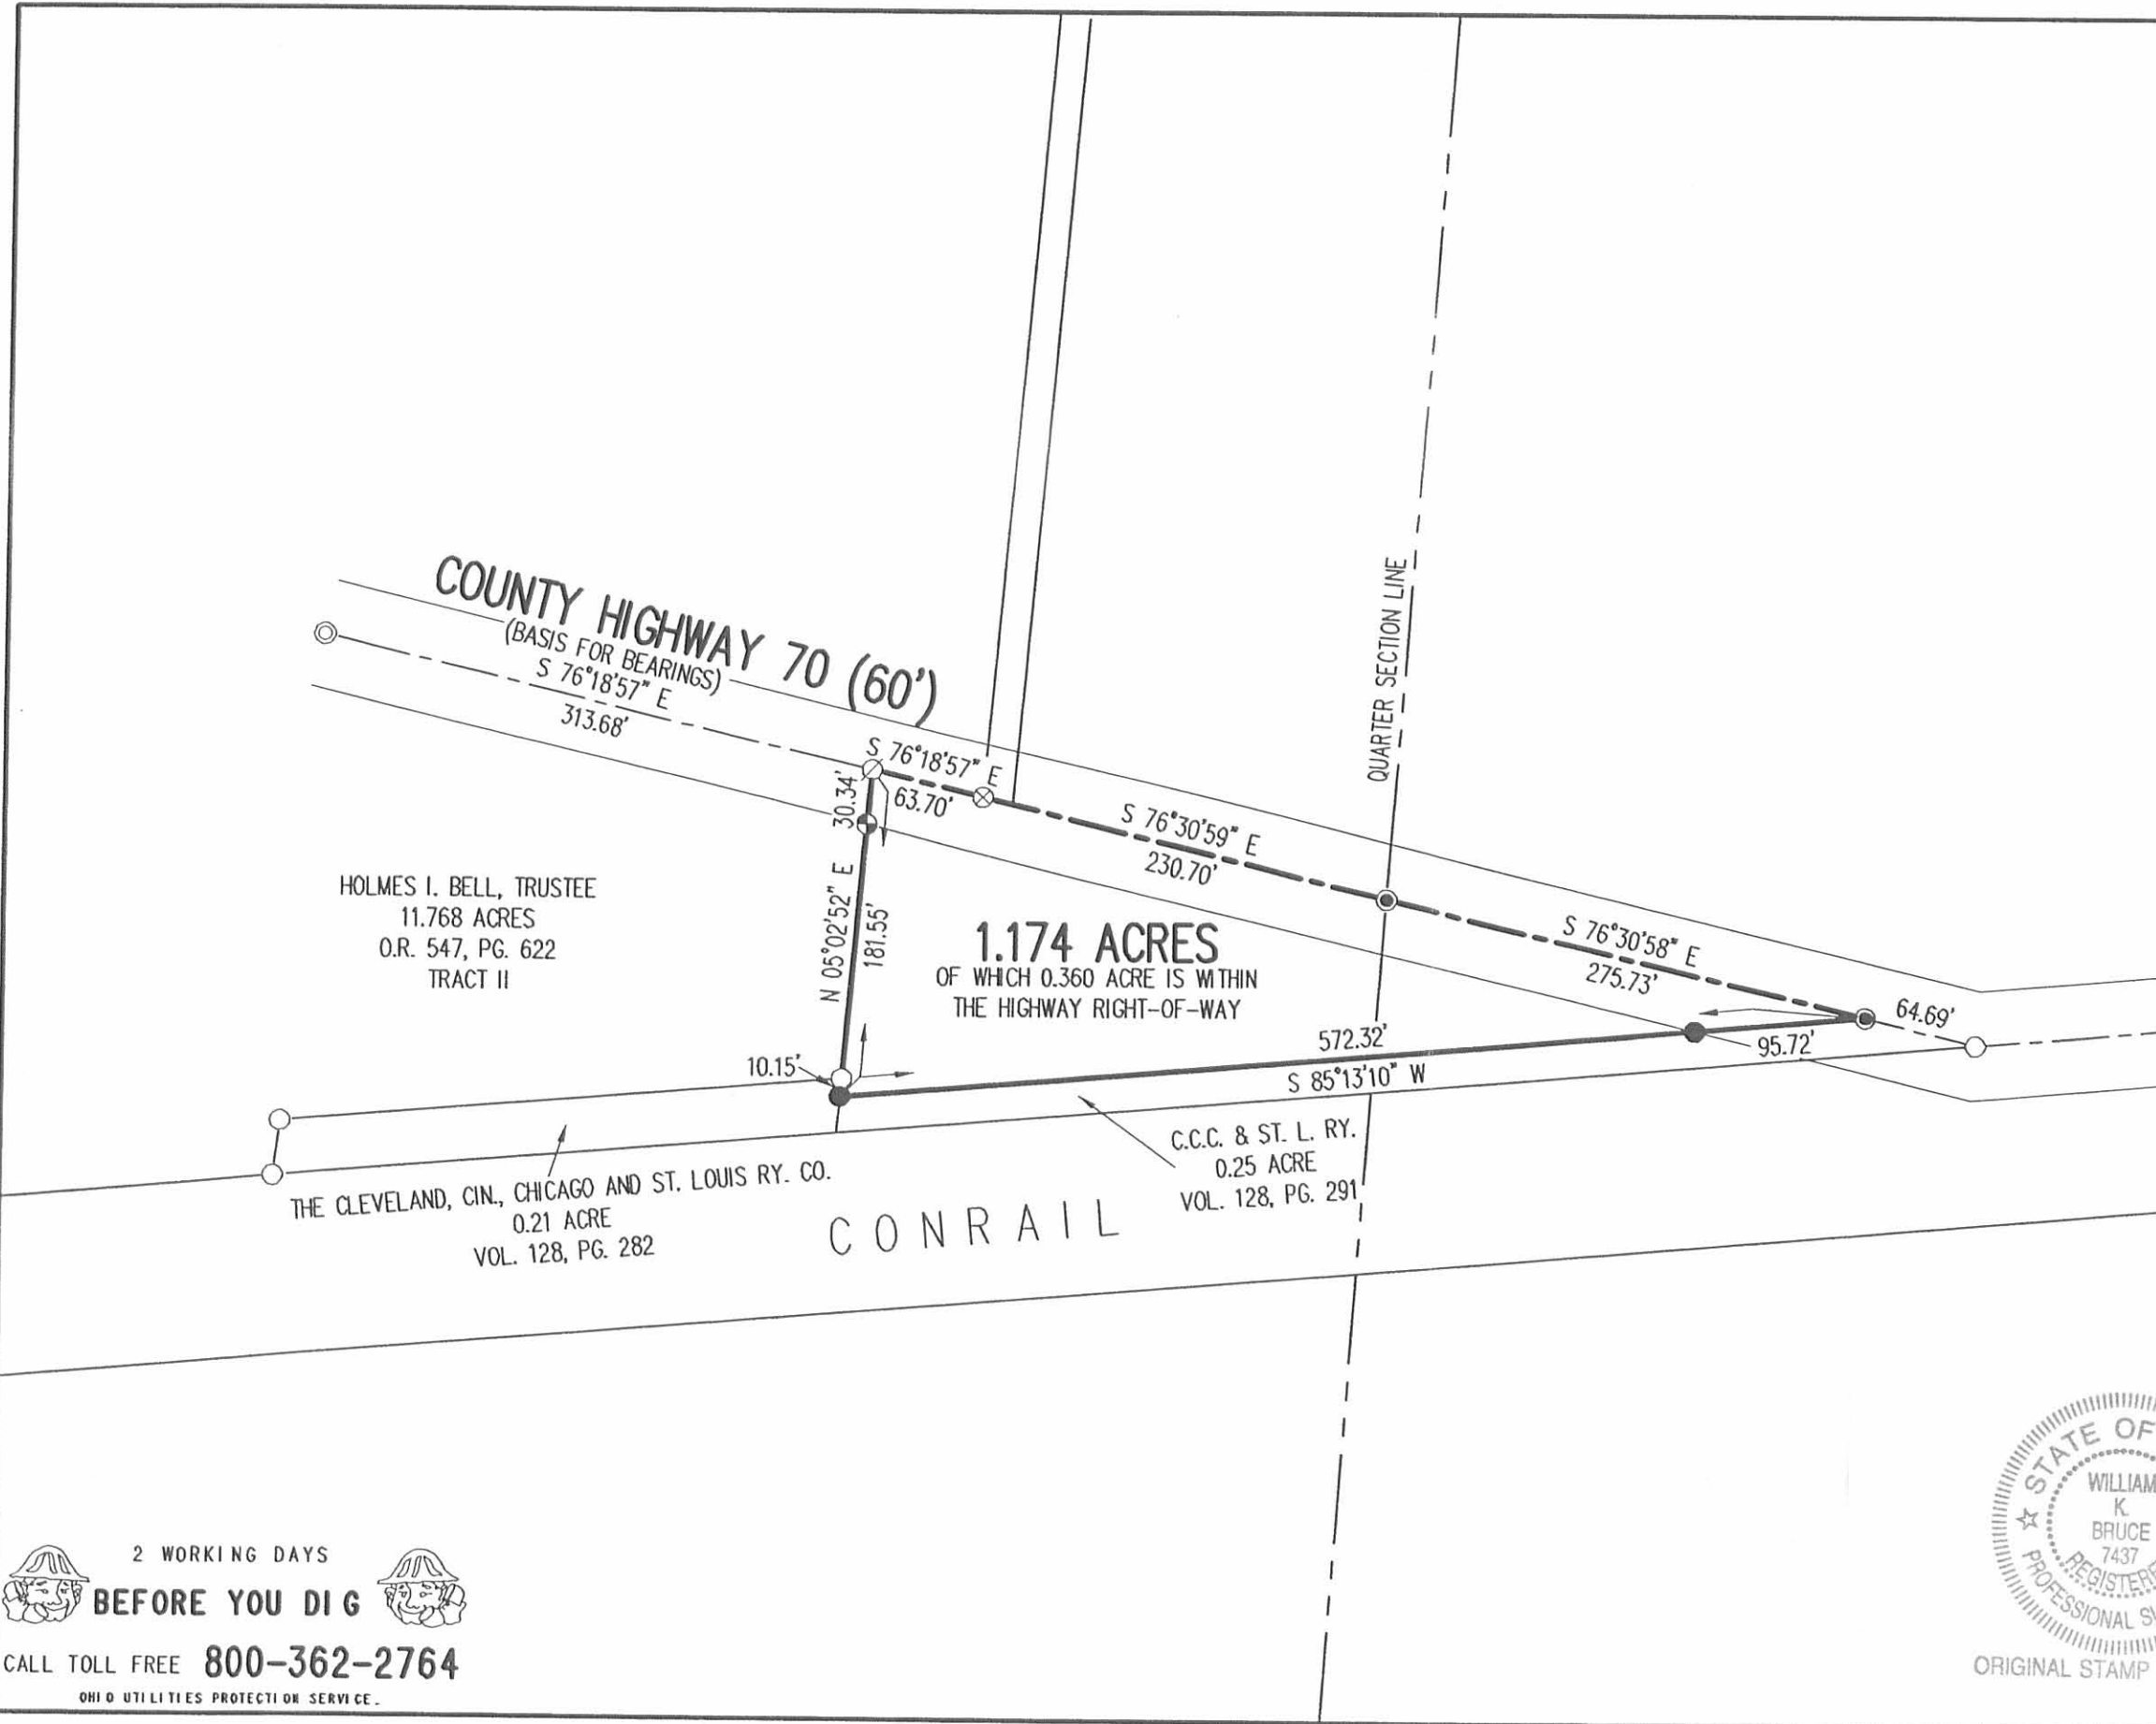 COUNTY HIGHWAY 70 (60')
(BASIS FOR BEARINGS)
S 76°18'57" E
313.68'
S 76°18'57" E
63.70'
30.34'
S 76°30'59" E
230.70'
QUARTER SECTION LINE
S 76°30'58" E
275.73'
64.69'
95.72'
HOLMES I. BELL, TRUSTEE
11.768 ACRES
O.R. 547, PG. 622
TRACT II
N 05°02'52" E
181.55'
1.174 ACRES
OF WHICH 0.360 ACRE IS WITHIN
THE HIGHWAY RIGHT-OF-WAY
10.15'
572.32'
S 85°13'10" W
C.C.C. & ST. L. RY.
0.25 ACRE
VOL. 128, PG. 291
THE CLEVELAND, CIN., CHICAGO AND ST. LOUIS RY. CO.
0.21 ACRE
VOL. 128, PG. 282
CONRAIL
2 WORKING DAYS
BEFORE YOU DIG
CALL TOLL FREE 800-362-2764
OHIO UTILITIES PROTECTION SERVICE.
STATE OF
WILLIAM
K.
BRUCE
7437
REGISTERE
PROFESSIONAL SU
ORIGINAL STAMP